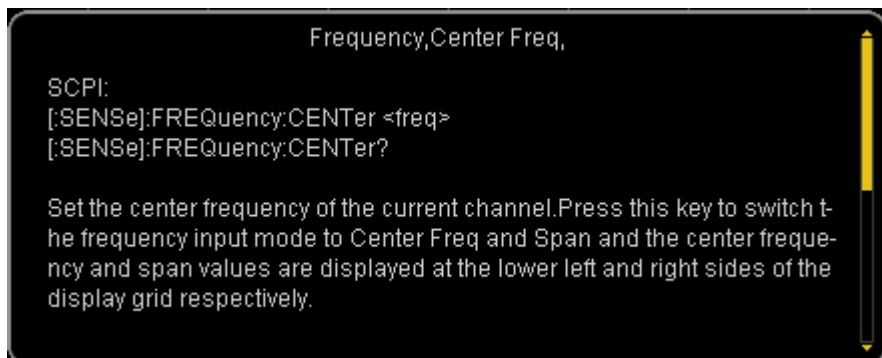 Frequency,Center Freq,
SCPI:
[:SENSe]:FREQuency:CENTer <freq>
[:SENSe]:FREQuency:CENTer?
Set the center frequency of the current channel.Press this key to switch t-
he frequency input mode to Center Freq and Span and the center freque-
ncy and span values are displayed at the lower left and right sides of the
display grid respectively.